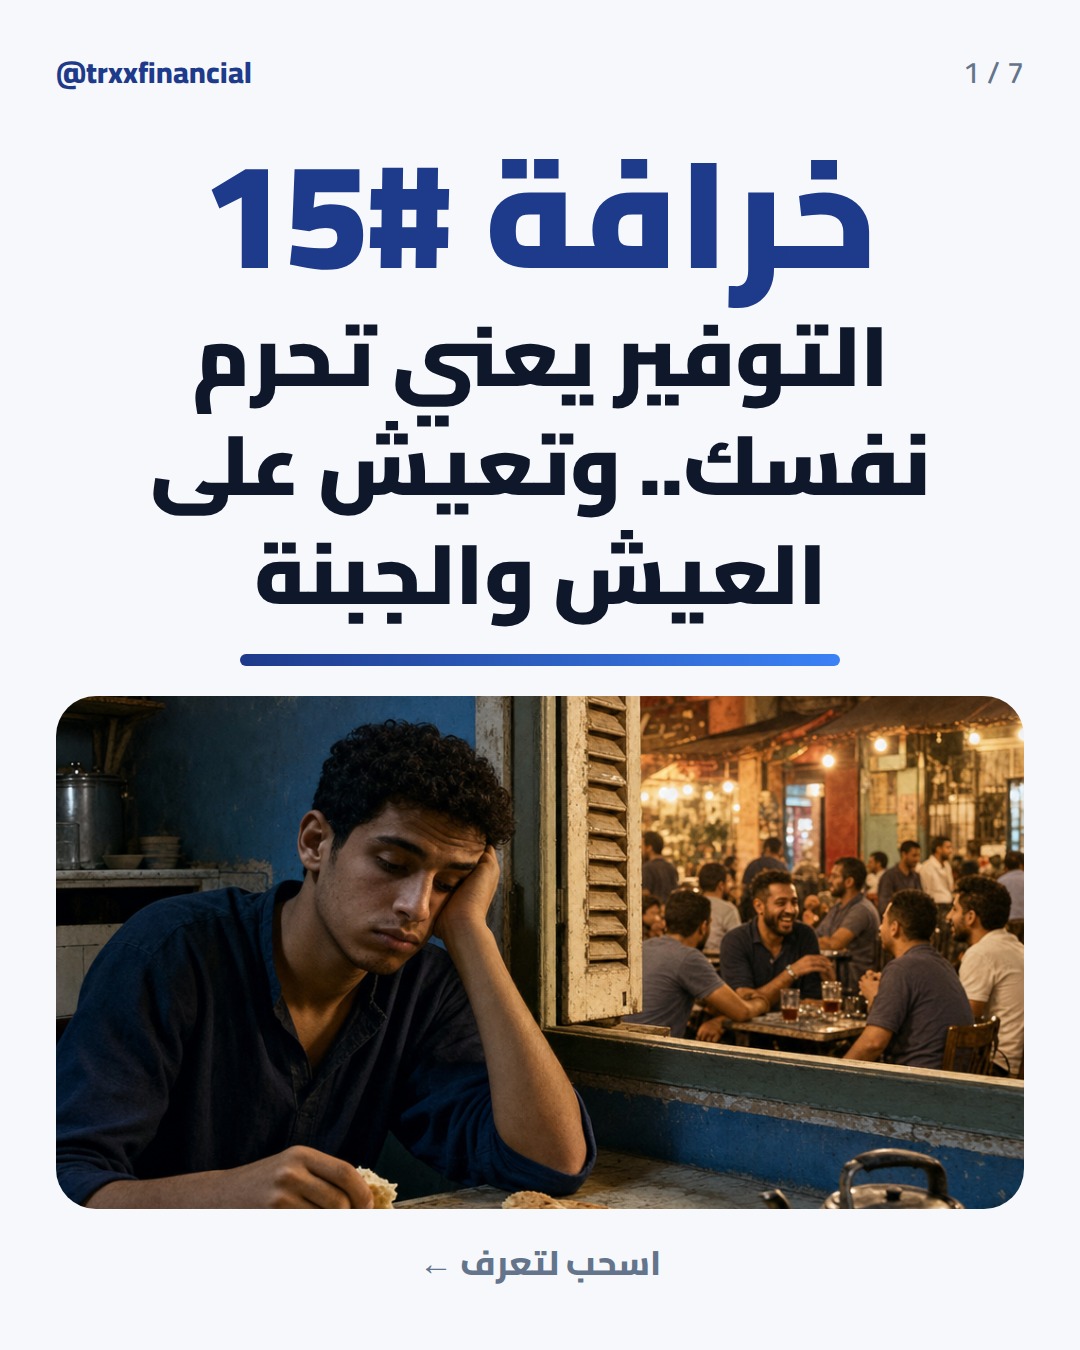 @trxxfinancial
1 / 7
خرافة #15
التوفير يعني تحرم
نفسك.. وتعيش على
العيش والجبنة
اسحب لتعرف ←